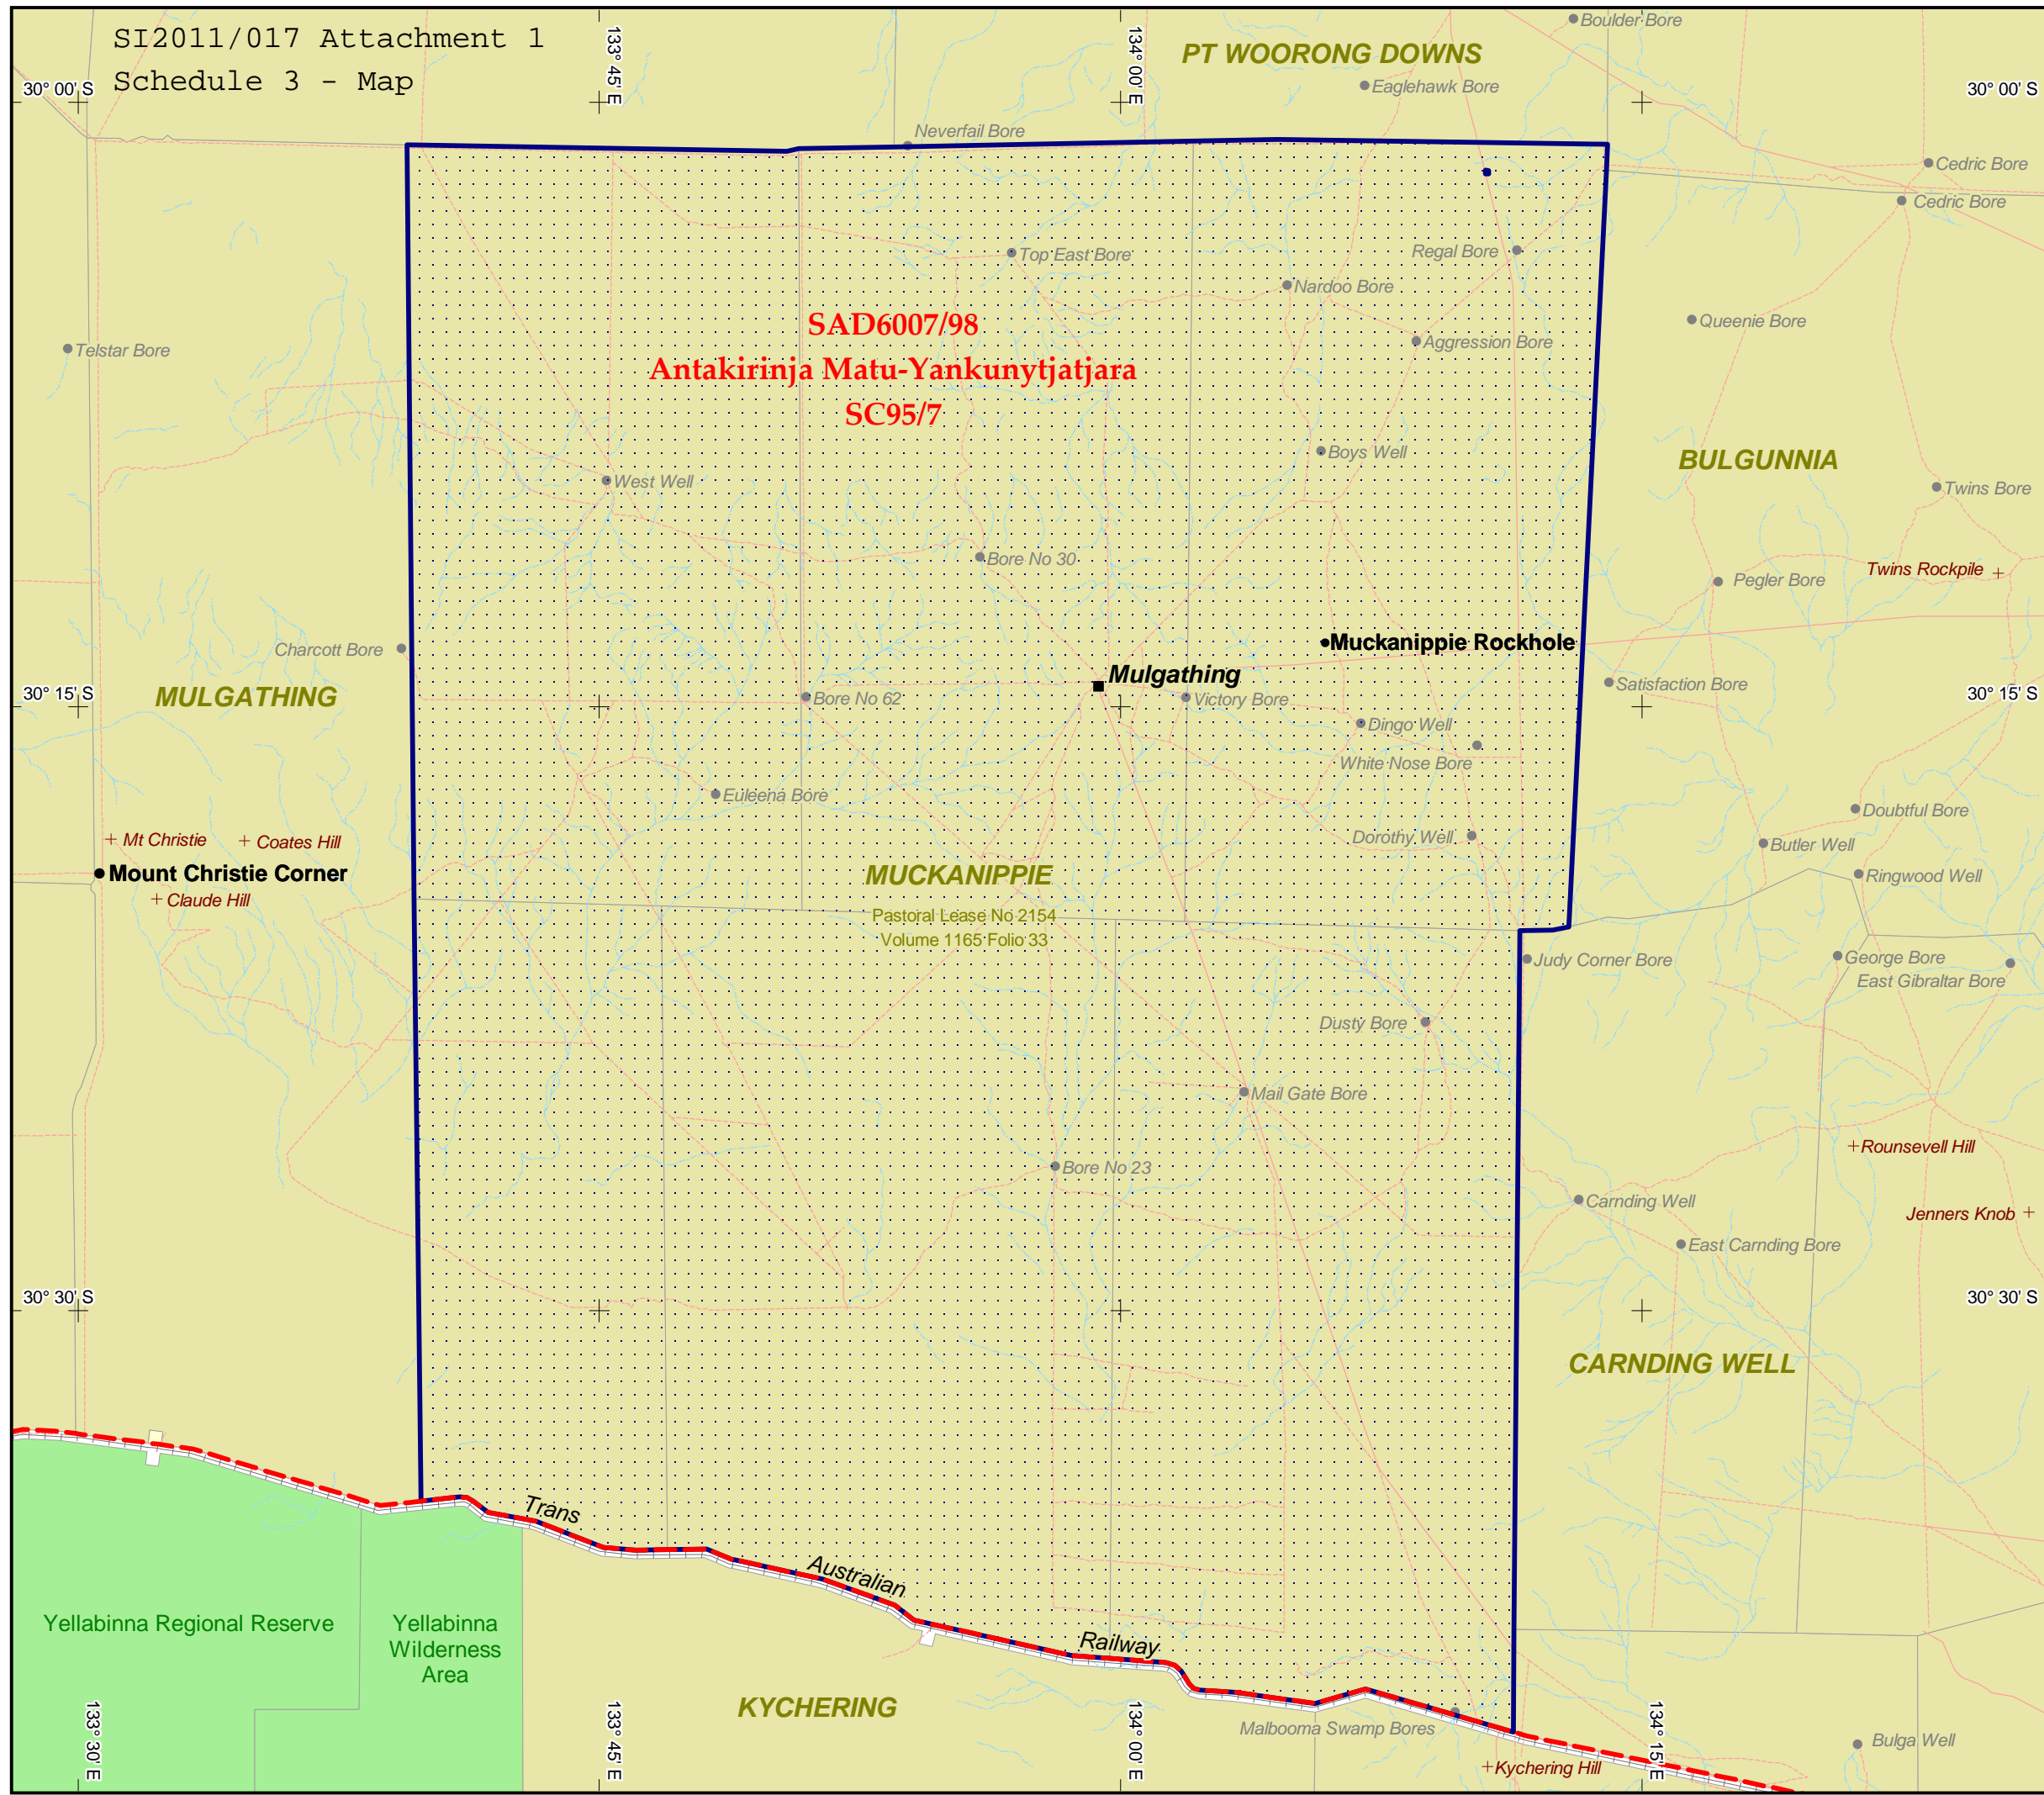 SI2011/017 Attachment 1
Schedule 3 - Map
133° 45' E
134° 00' E
PT WOORONG DOWNS
Boulder Bore
Eaglehawk Bore
30° 00' S
30° 00' S
Neverfail Bore
Cedric Bore
Cedric Bore
Top East Bore
Regal Bore
Nardoo Bore
SAD6007/98
Antakirinja Matu-Yankunytjatjara
SC95/7
Queenie Bore
Aggression Bore
Telstar Bore
Boys Well
BULGUNNIA
West Well
Twins Bore
Bore No 30
Twins Rockpile
Pegler Bore
Charcott Bore
Muckanippie Rockhole
Mulgathing
30° 15' S
MULGATHING
Bore No 62
Victory Bore
Satisfaction Bore
30° 15' S
Dingo Well
White Nose Bore
Euleena Bore
Doubtful Bore
Mt Christie
Coates Hill
Dorothy Well
Butler Well
Mount Christie Corner
MUCKANIPPIE
Ringwood Well
Claude Hill
Pastoral Lease No 2154
Volume 1165 Folio 33
Judy Corner Bore
George Bore
East Gibraltar Bore
Dusty Bore
Mail Gate Bore
Rounsevell Hill
Bore No 23
Carnding Well
Jenners Knob
East Carnding Bore
30° 30' S
30° 30' S
CARNDING WELL
Trans
Australian
Railway
Yellabinna Regional Reserve
Yellabinna
Wilderness
Area
KYCHERING
Malbooma Swamp Bores
Bulga Well
Kychering Hill
133° 30' E
133° 45' E
134° 00' E
134° 15' E